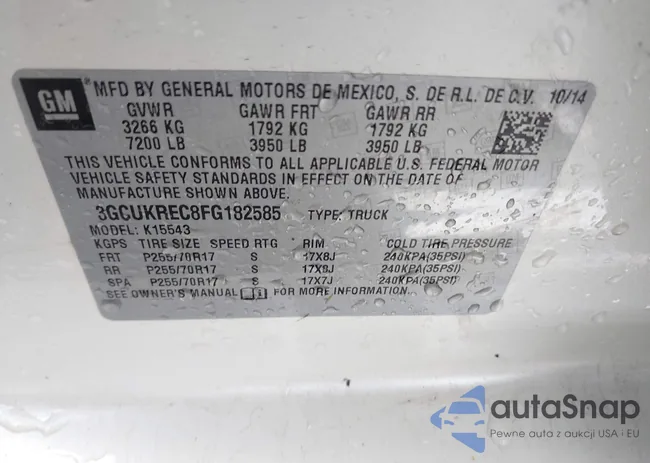 GM ® MFD BY GENERAL MOTORS DE MEXICO, S. DE R.L. DE C.V. 10/14
GVWR GAWR FRT GAWR RR
3266 KG 1792 KG 1792 KG
7200 LB 3950 LB 3950 LB
THIS VEHICLE CONFORMS TO ALL APPLICABLE U.S. FEDERAL MOTOR
VEHICLE SAFETY STANDARDS IN EFFECT ON THE DATE OF
MANUFACTURE SHOWN ABOVE.
3GCUKREC8FG182585 TYPE: TRUCK
MODEL: K15543
KGPS TIRE SIZE SPEED RTG RIM COLD TIRE PRESSURE
FRT P255/70R17 S 17X8J 240KPA(35PSI)
RR P255/70R17 S 17X8J 240KPA(35PSI)
SPA P255/70R17 S 17X7J 240KPA(35PSI)
SEE OWNER'S MANUAL FOR MORE INFORMATION.
autaSnap
Pewne auta z aukcji USA i EU